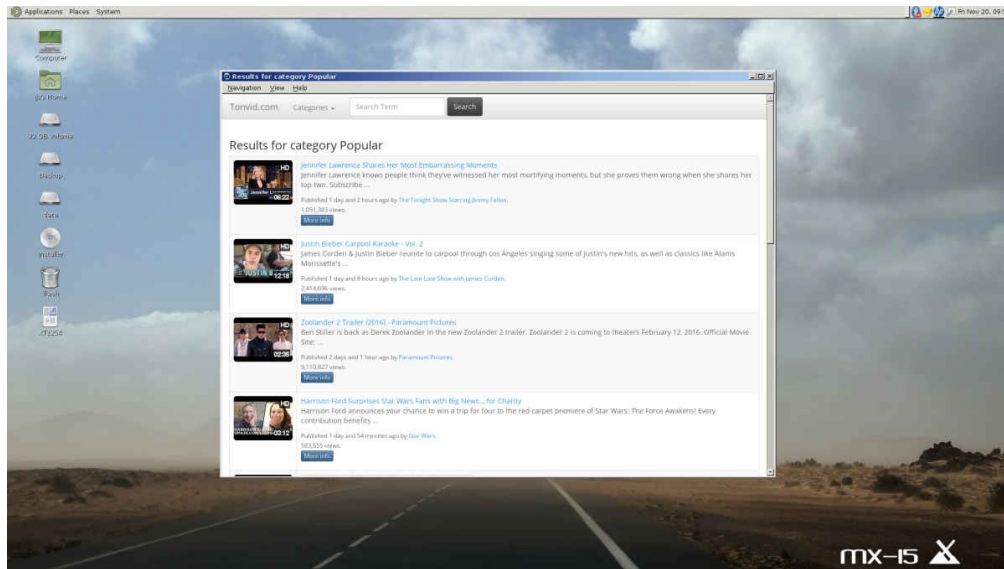 Applications Places System
Fri Nov 20, 09:5
Computer
jb's Home
32 GB Volume
Backup
Data
Installer
Trash
Results for category Popular
Navigation View Help
Tonvid.com Categories Search Term Search
Results for category Popular
HD
06:22
Jennifer Lawrence Shares Her Most Embarrassing Moments
Jennifer Lawrence knows people think they've witnessed her most mortifying moments, but she proves them wrong when she shares her
top two. Subscribe ...
Published 1 day and 2 hours ago by The Tonight Show Starring Jimmy Fallon.
1,051,383 views.
More info
HD
JUSTIN B
12:18
Justin Bieber Carpool Karaoke - Vol. 2
James Corden & Justin Bieber reunite to carpool through Los Angeles singing some of Justin's new hits, as well as classics like Alanis
Morissette's ...
Published 1 day and 8 hours ago by The Late Late Show with James Corden.
2,414,696 views.
More info
HD
02:36
Zoolander 2 Trailer (2016) - Paramount Pictures
Ben Stiller is back as Derek Zoolander in the new Zoolander 2 trailer. Zoolander 2 is coming to theaters February 12, 2016. Official Movie
Site: ...
Published 2 days and 1 hour ago by Paramount Pictures.
9,110,827 views.
More info
HD
03:12
Harrison Ford Surprises Star Wars Fans with Big News... for Charity
Harrison Ford announces your chance to win a trip for four to the red carpet premiere of Star Wars: The Force Awakens! Every
contribution benefits ...
Published 1 day and 54 minutes ago by Star Wars.
583,655 views.
More info
mx-15